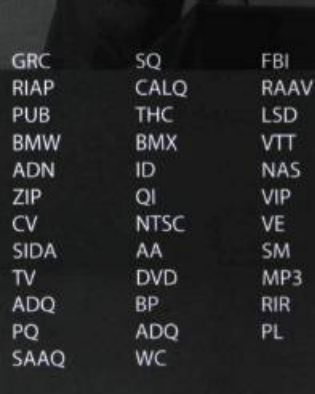 GRC SQ FBI
RIAP CALQ RAAV
PUB THC LSD
BMW BMX VTT
ADN ID NAS
ZIP QI VIP
CV NTSC VE
SIDA AA SM
TV DVD MP3
ADQ BP RIR
PQ ADQ PL
SAAQ WC